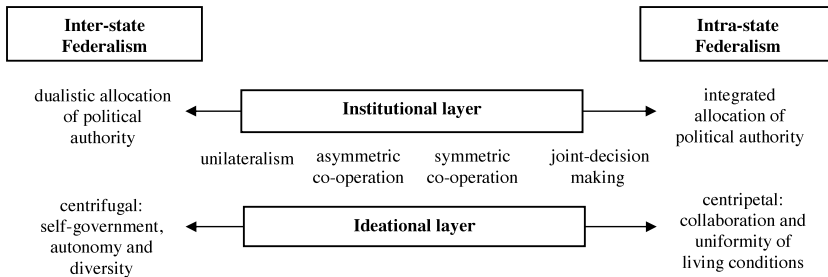 Inter-state
Federalism
Intra-state
Federalism
dualistic allocation
of political
authority
Institutional layer
integrated
allocation of
political authority
unilateralism
asymmetric
co-operation
symmetric
co-operation
joint-decision
making
centrifugal:
self-government,
autonomy and
diversity
Ideational layer
centripetal:
collaboration and
uniformity of
living conditions